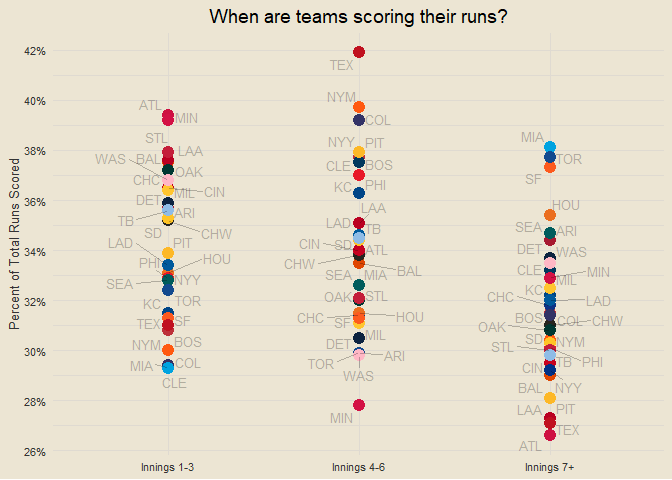 When are teams scoring their runs?
Percent of Total Runs Scored
42%
40%
38%
36%
34%
32%
30%
28%
26%
ATL
MIN
STL
LAA
WAS
BAL
OAK
CHC
CIN
MIL
DET
ARI
TB
SD
CHW
PIT
LAD
PHI
HOU
SEA
NYY
KC
TOR
TEX
SF
BOS
NYM
COL
MIA
CLE
TEX
NYM
COL
NYY
PIT
CLE
BOS
KC
PHI
LAA
LAD
TB
CIN
SD
ATL
CHW
BAL
SEA
MIA
OAK
STL
CHC
HOU
SF
MIL
DET
TOR
ARI
WAS
MIN
MIA
TOR
SF
HOU
SEA
ARI
DET
WAS
CLE
MIN
MIL
KC
CHC
LAD
BOS
COL
CHW
OAK
SD
NYM
STL
TB
PHI
CIN
BAL
NYY
LAA
PIT
TEX
ATL
Innings 1-3
Innings 4-6
Innings 7+